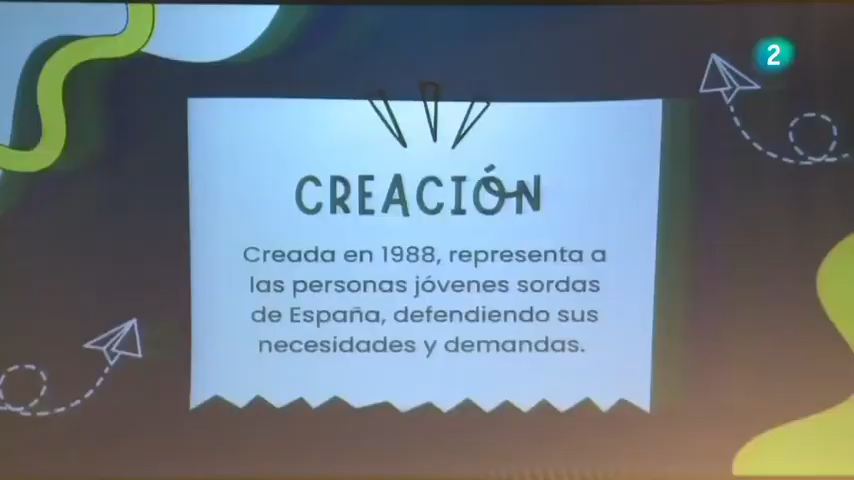 2
CREACIÓN
Creada en 1988, representa a
las personas jóvenes sordas
de España, defendiendo sus
necesidades y demandas.